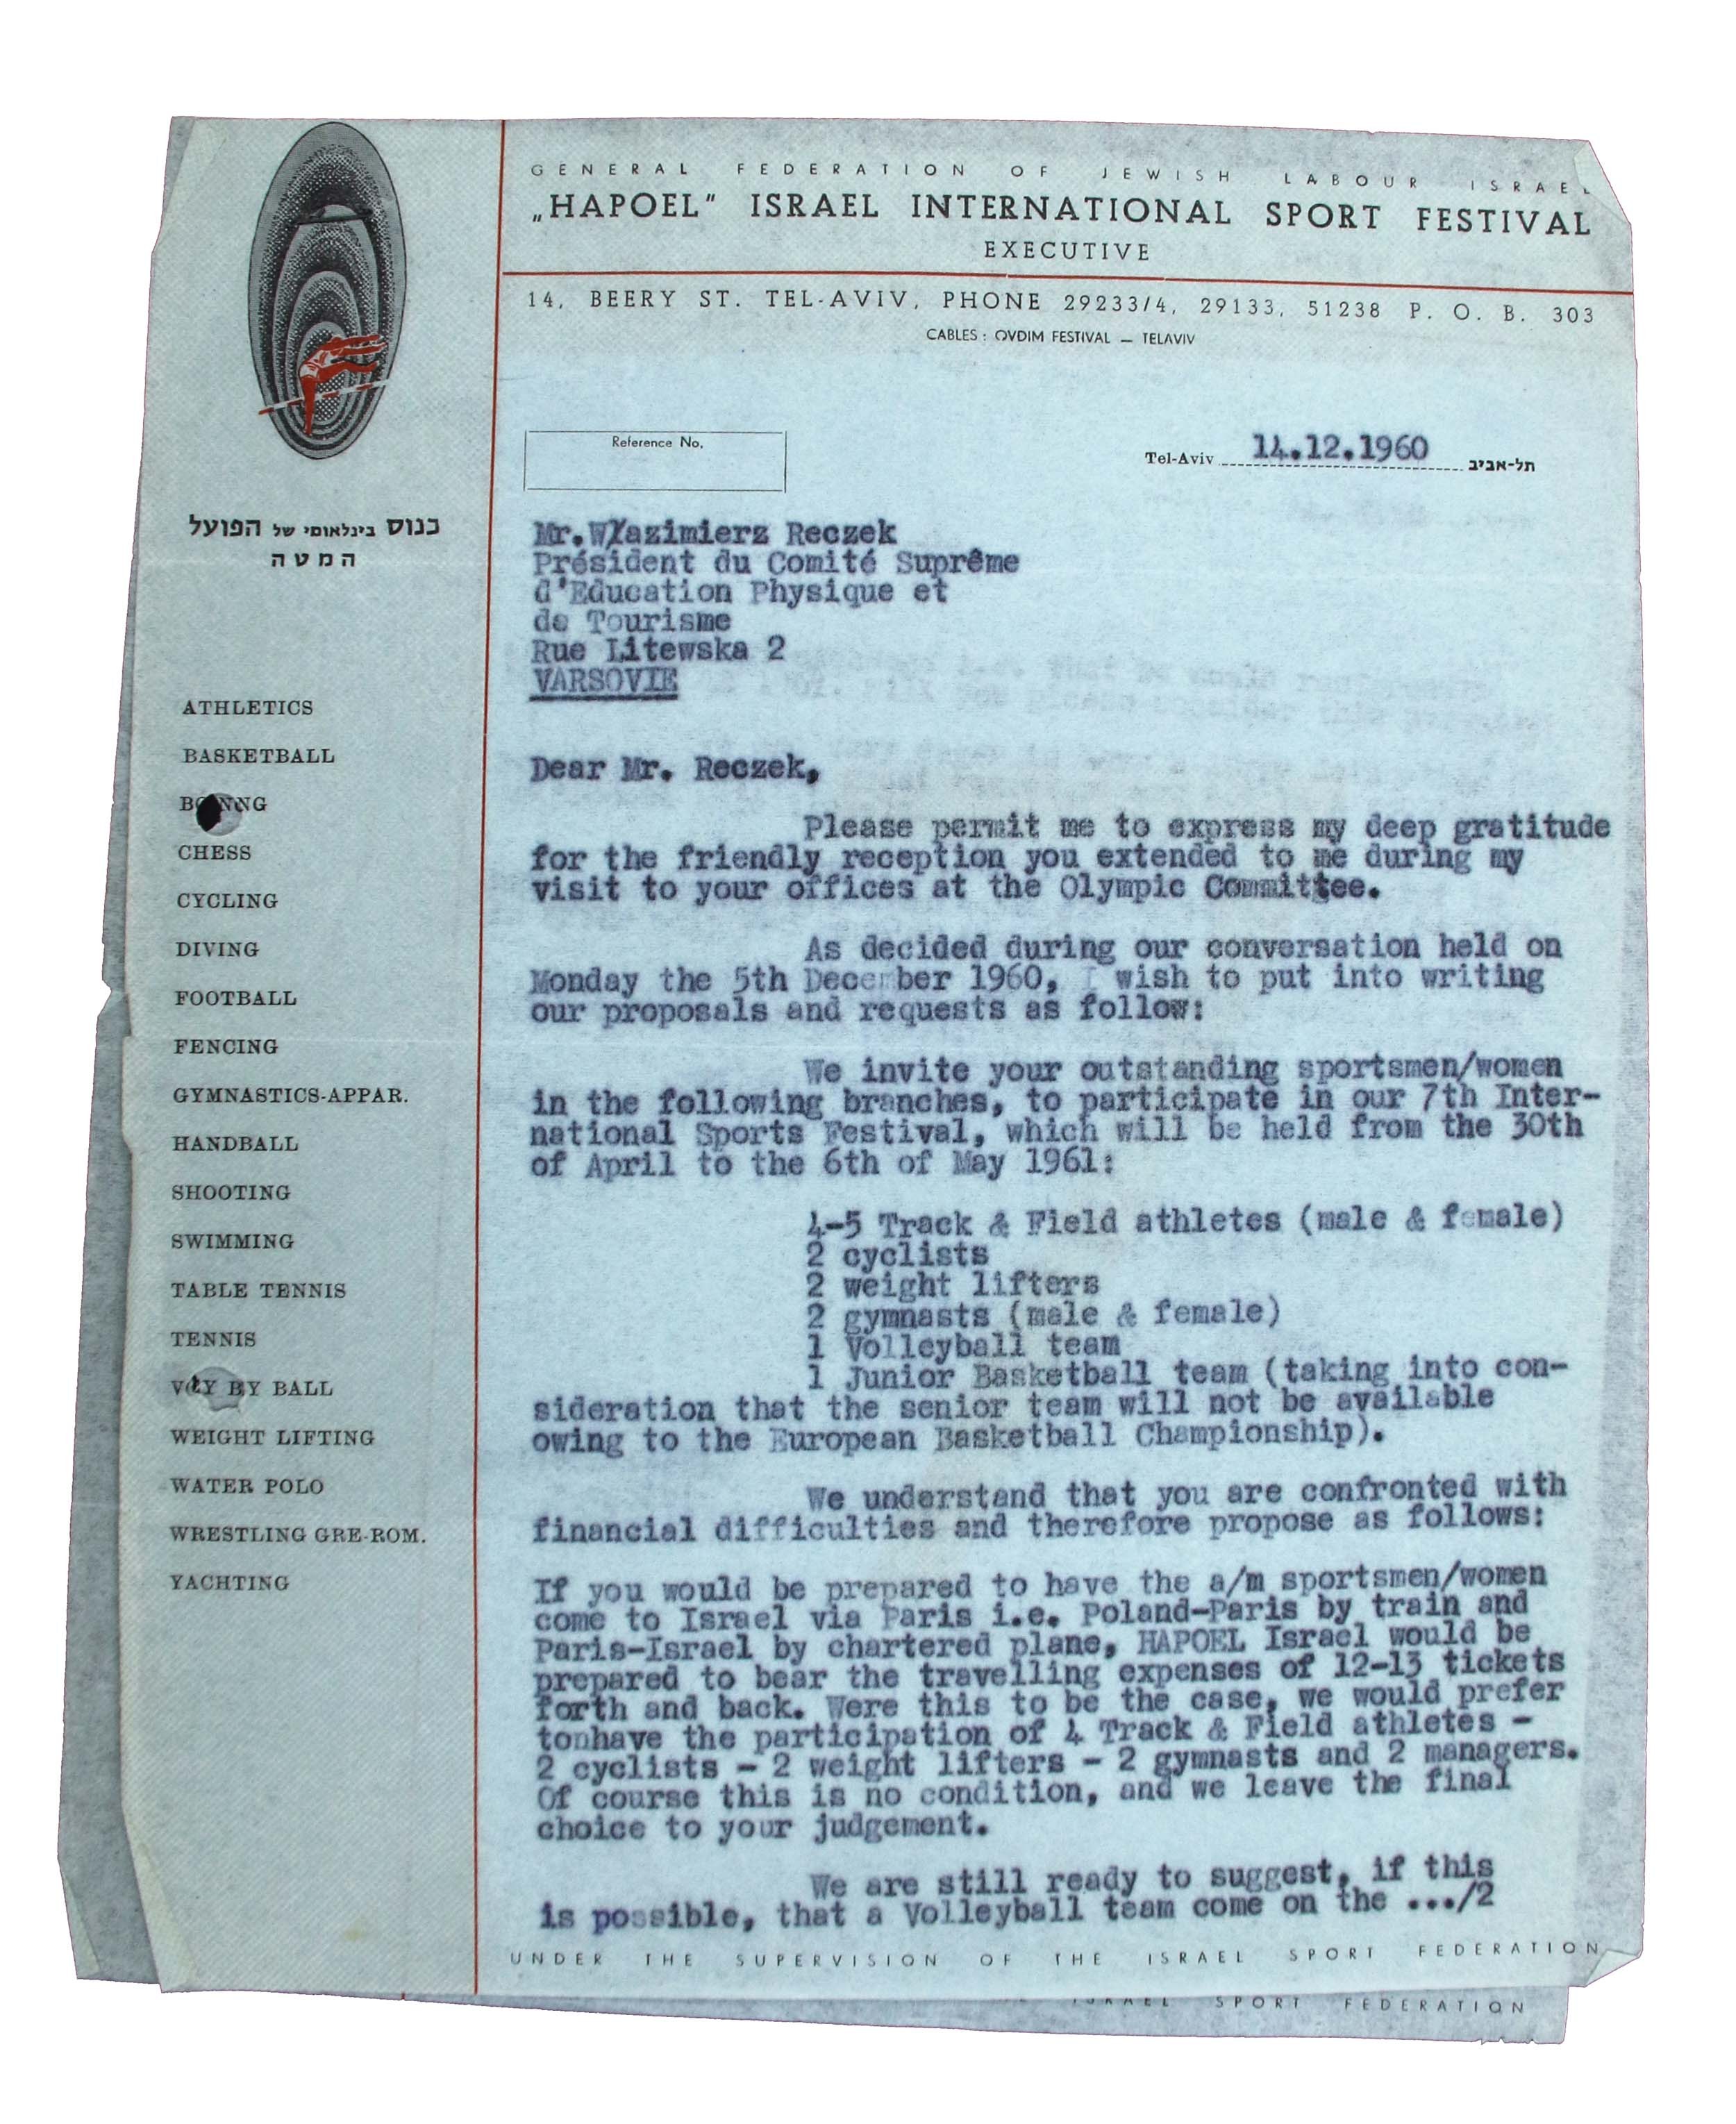 GENERAL FEDERATION OF JEWISH LABOUR ISRAEL
„HAPOEL" ISRAEL INTERNATIONAL SPORT FESTIVAL
EXECUTIVE
14, BEERY ST. TEL-AVIV, PHONE 29233/4, 29133, 51238 P. O. B. 303
CABLES : OVDIM FESTIVAL — TELAVIV
Reference No.
Tel-Aviv 14.12.1960 תל-אביב
כנוס בינלאומי של הפועל
המטה
ATHLETICS
BASKETBALL
CHESS
CYCLING
DIVING
FOOTBALL
FENCING
GYMNASTICS-APPAR.
HANDBALL
SHOOTING
SWIMMING
TABLE TENNIS
TENNIS
BALL
WEIGHT LIFTING
WATER POLO
WRESTLING GRE-ROM.
YACHTING
Mr. Reczek
Président du Comité Suprême
d'Education Physique et
de Tourisme
Rue Litewska 2
VARSOVIE
Dear Mr. Reczek,
Please permit me to express my deep gratitude
for the friendly reception you extended to me during my
visit to your offices at the Olympic Committee.
As decided during our conversation held on
Monday the 5th December 1960, I wish to put into writing
our proposals and requests as follow:
We invite your outstanding sportsmen/women
in the following branches, to participate in our 7th Inter-
national Sports Festival, which will be held from the 30th
of April to the 6th of May 1961:
4-5 Track & Field athletes (male & female)
2 cyclists
2 weight lifters
2 gymnasts (male & female)
1 Volleyball team
1 Junior Basketball team (taking into con-
sideration that the senior team will not be available
owing to the European Basketball Championship).
We understand that you are confronted with
financial difficulties and therefore propose as follows:
If you would be prepared to have the a/m sportsmen/women
come to Israel via Paris i.e. Poland-Paris by train and
Paris-Israel by chartered plane, HAPOEL Israel would be
prepared to bear the travelling expenses of 12-13 tickets
forth and back. Were this to be the case, we would prefer
tonhave the participation of 4 Track & Field athletes -
2 cyclists - 2 weight lifters - 2 gymnasts and 2 managers.
Of course this is no condition, and we leave the final
choice to your judgement.
We are still ready to suggest, if this
is possible, that a Volleyball team come on the .../2
UNDER THE SUPERVISION OF THE ISRAEL SPORT FEDERATION
SPORT FEDERATION